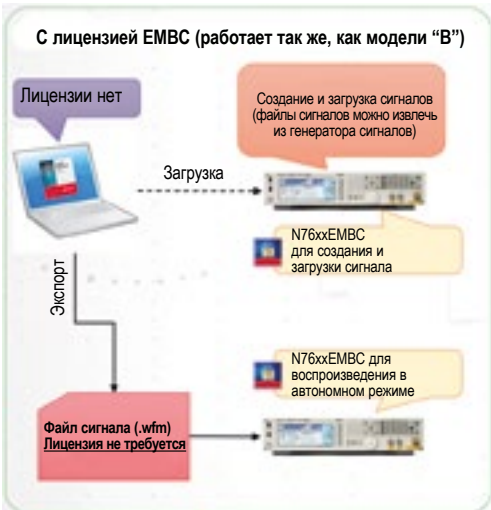 С лицензией EMBC (работает так же, как модели “B”)
Лицензии нет
Создание и загрузка сигналов
(файлы сигналов можно извлечь
из генератора сигналов)
Загрузка
N76xxEMBC
для создания и
загрузки сигнала
Экспорт
N76xxEMBC для
воспроизведения в
автономном режиме
Файл сигнала (.wfm)
Лицензия не требуется